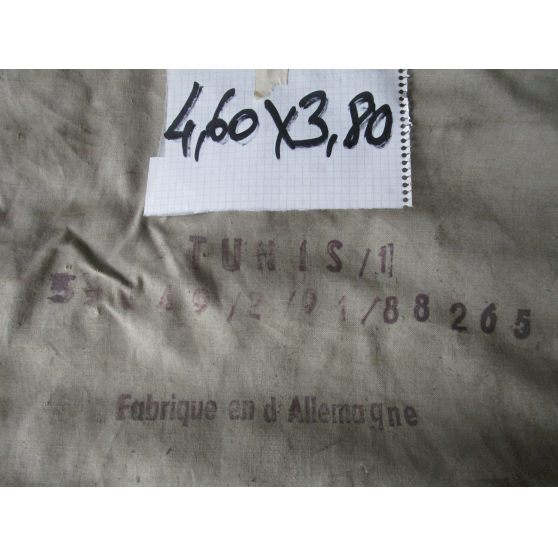 4,60 X 3,80
TUNIS/1
/88265
Fabrique en d'Allemagne